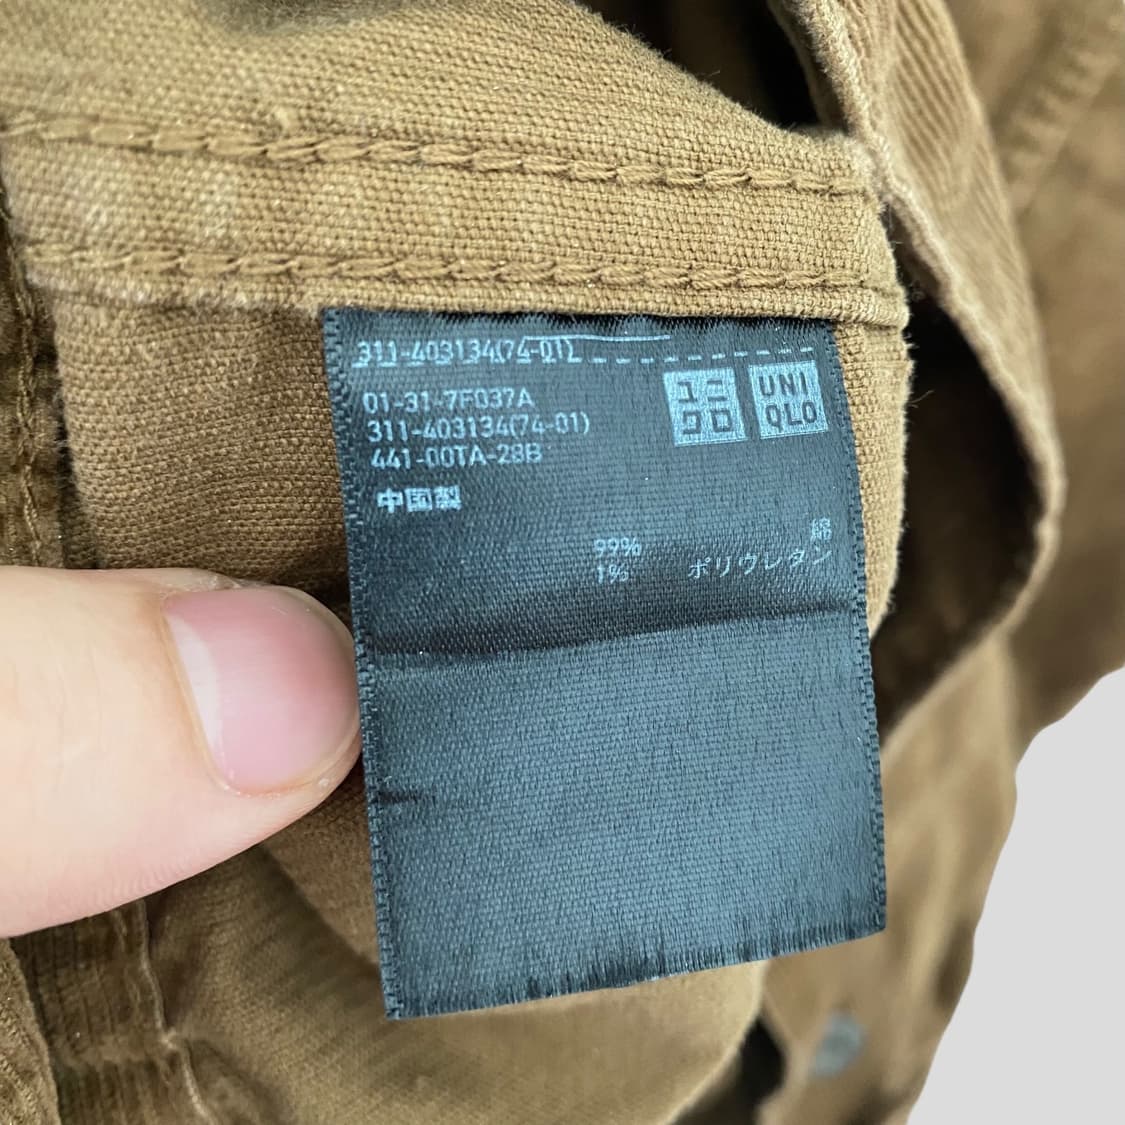 311-403134(74-01)
01-31-7F037A
311-403134(74-01)
441-00TA-28B
ユニクロ
UNIQLO
中国製
99% 綿
1% ポリウレタン